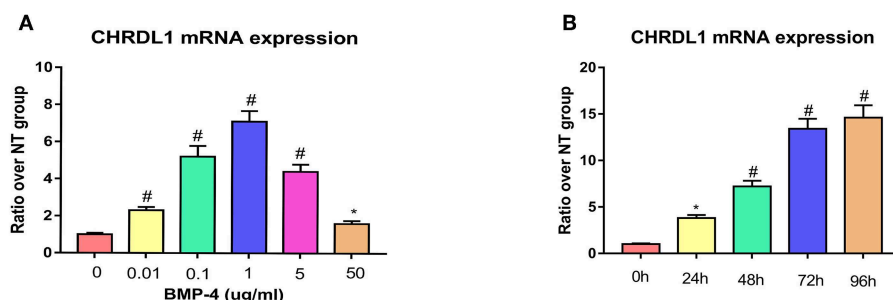 A
CHRDL1 mRNA expression
Ratio over NT group
10
8
6
4
2
0
#
#
#
#
*
0 0.01 0.1 1 5 50
BMP-4 (ug/ml)
B
CHRDL1 mRNA expression
Ratio over NT group
20
15
10
5
0
*
#
#
#
0h 24h 48h 72h 96h